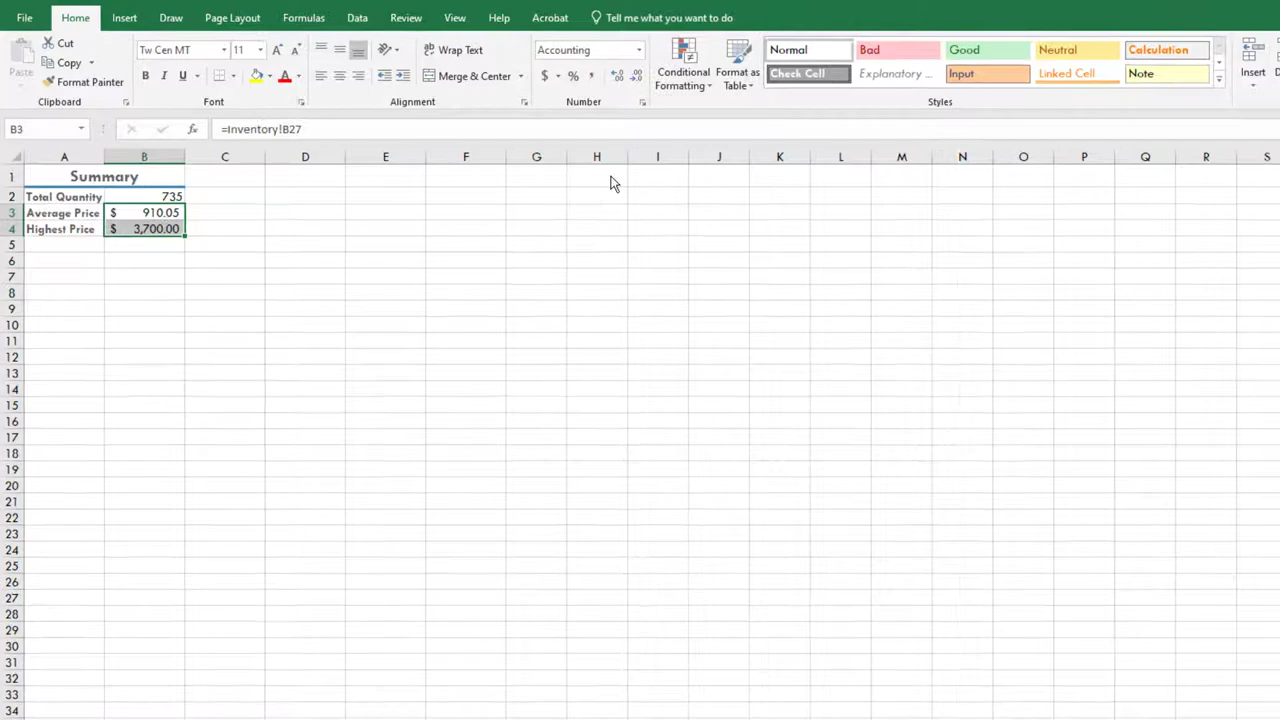 File Home Insert Draw Page Layout Formulas Data Review View Help Acrobat Tell me what you want to do
Paste
Cut
Copy
Format Painter
Clipboard
Tw Cen MT 11 A A
B I U A
Font
Wrap Text
Merge & Center
Alignment
Accounting
$ % ,
Number
Conditional
Formatting
Format as
Table
Normal Bad Good Neutral Calculation
Check Cell Explanatory ... Input Linked Cell Note
Styles
Insert
B3 fx =Inventory!B27
A B C D E F G H I J K L M N O P Q R S
1 Summary
2 Total Quantity 735
3 Average Price $ 910.05
4 Highest Price $ 3,700.00
5
6
7
8
9
10
11
12
13
14
15
16
17
18
19
20
21
22
23
24
25
26
27
28
29
30
31
32
33
34